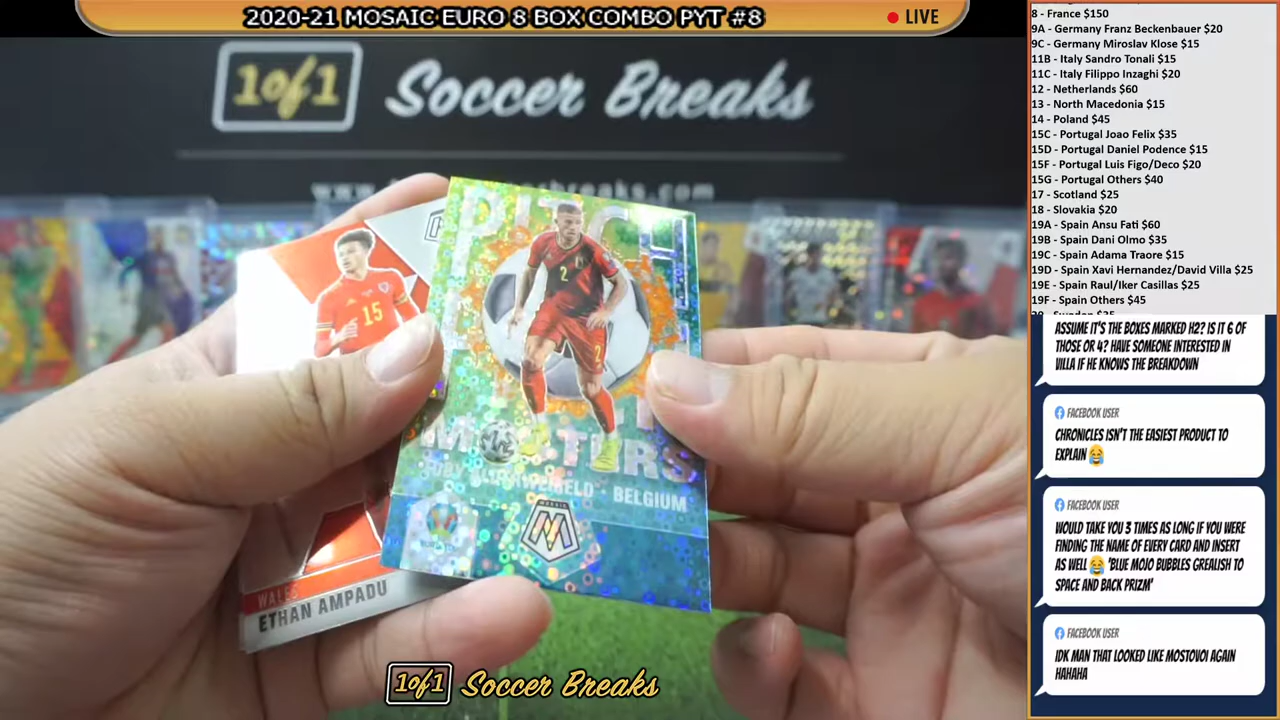 2020-21 MOSAIC EURO 8 BOX COMBO PYT #8
LIVE
1of1
Soccer Breaks
8 - France $150
9A - Germany Franz Beckenbauer $20
9C - Germany Miroslav Klose $15
11B - Italy Sandro Tonali $15
11C - Italy Filippo Inzaghi $20
12 - Netherlands $60
13 - North Macedonia $15
14 - Poland $45
15C - Portugal Joao Felix $35
15D - Portugal Daniel Podence $15
15F - Portugal Luis Figo/Deco $20
15G - Portugal Others $40
17 - Scotland $25
18 - Slovakia $20
19A - Spain Ansu Fati $60
19B - Spain Dani Olmo $35
19C - Spain Adama Traore $15
19D - Spain Xavi Hernandez/David Villa $25
19E - Spain Raul/Iker Casillas $25
19F - Spain Others $45
ASSUME IT'S THE BOXES MARKED H2? IS IT 6 OF
THOSE OR 4? HAVE SOMEONE INTERESTED IN
VILLA IF HE KNOWS THE BREAKDOWN
FACEBOOK USER
CHRONICLES ISN'T THE EASIEST PRODUCT TO
EXPLAIN 😂
FACEBOOK USER
WOULD TAKE YOU 3 TIMES AS LONG IF YOU WERE
FINDING THE NAME OF EVERY CARD AND INSERT
AS WELL 😂 'BLUE MOJO BUBBLES GREALISH TO
SPACE AND BACK PRIZM'
FACEBOOK USER
IDK MAN THAT LOOKED LIKE MOSTOVOI AGAIN
HAHAHA
PITCH
2
2
BELGIUM
MOSAIC
M
15
WALES
ETHAN AMPADU
1of1
Soccer Breaks